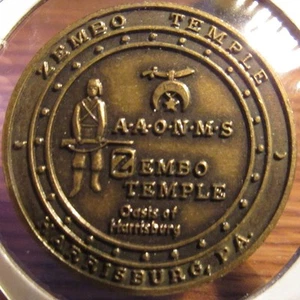 ZEMBO TEMPLE
A·A·O·N·M·S
ZEMBO
TEMPLE
Oasis of
Harrisburg
HARRISBURG, PA.